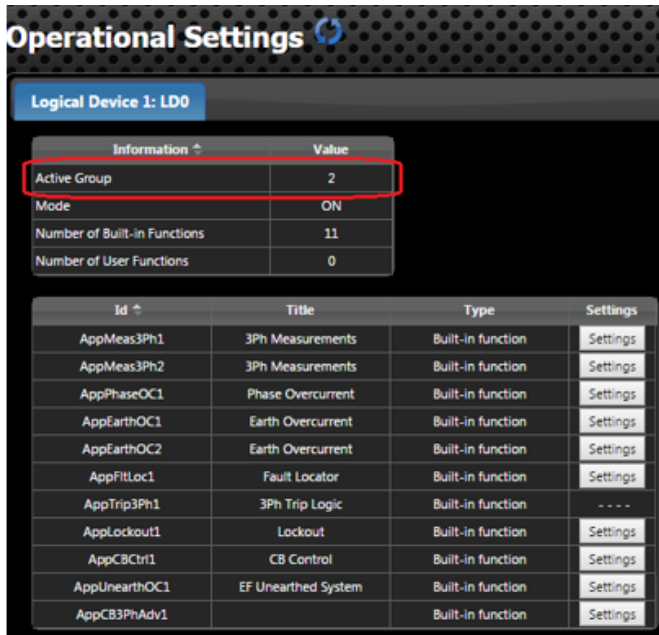 Operational Settings
Logical Device 1: LD0
Information Value
Active Group 2
Mode ON
Number of Built-in Functions 11
Number of User Functions 0
Id Title Type Settings
AppMeas3Ph1 3Ph Measurements Built-in function Settings
AppMeas3Ph2 3Ph Measurements Built-in function Settings
AppPhaseOC1 Phase Overcurrent Built-in function Settings
AppEarthOC1 Earth Overcurrent Built-in function Settings
AppEarthOC2 Earth Overcurrent Built-in function Settings
AppFltLoc1 Fault Locator Built-in function Settings
AppTrip3Ph1 3Ph Trip Logic Built-in function - - - -
AppLockout1 Lockout Built-in function Settings
AppCBCtrl1 CB Control Built-in function Settings
AppUnearthOC1 EF Unearthed System Built-in function Settings
AppCB3PhAdv1 Built-in function Settings